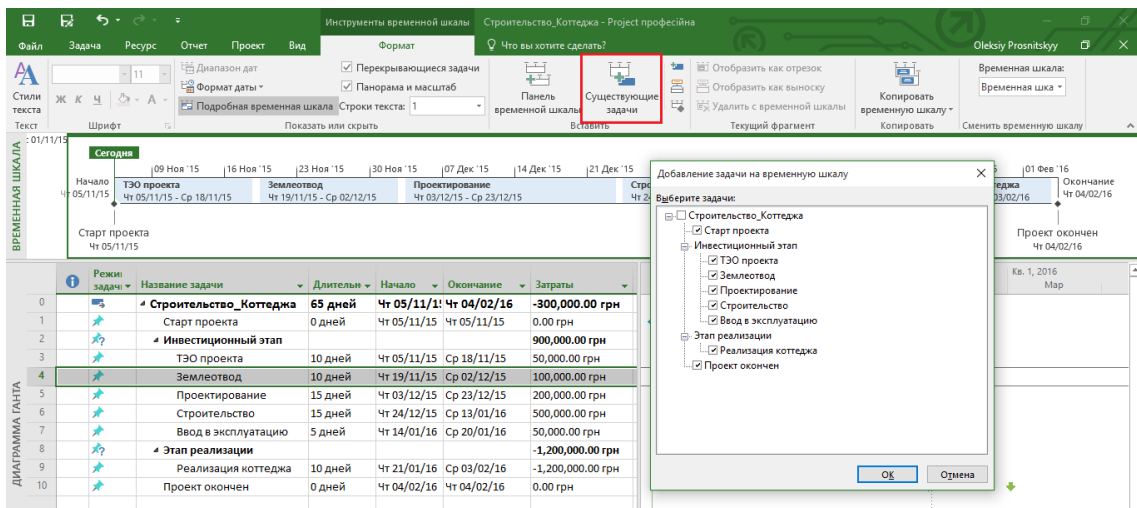 Инструменты временной шкалы Строительство_Коттеджа - Project професійна
Файл Задача Ресурс Отчет Проект Вид Формат Что вы хотите сделать? Oleksiy Prosnitskyy
Стили текста
Текст
11
Ж К Ч А
Шрифт
Диапазон дат
Формат даты
Подробная временная шкала
Перекрывающиеся задачи
Панорама и масштаб
Строки текста: 1
Показать или скрыть
Панель временной шкалы
Существующие задачи
Вставить
Отобразить как отрезок
Отобразить как выноску
Удалить с временной шкалы
Текущий фрагмент
Копировать временную шкалу
Копировать
Временная шкала:
Временная шка
Сменить временную шкалу
ВРЕМЕННАЯ ШКАЛА
: 01/11/15
Сегодня
09 Ноя '15 16 Ноя '15 23 Ноя '15 30 Ноя '15 07 Дек '15 14 Дек '15 21 Дек '15 01 Фев '16
Начало
Чт 05/11/15
ТЭО проекта
Чт 05/11/15 - Ср 18/11/15
Землеотвод
Чт 19/11/15 - Ср 02/12/15
Проектирование
Чт 03/12/15 - Ср 23/12/15
Стро
Чт 24
еджа
03/02/16
Окончание
Чт 04/02/16
Старт проекта
Чт 05/11/15
Проект окончен
Чт 04/02/16
Добавление задачи на временную шкалу
Выберите задачи:
Строительство_Коттеджа
Старт проекта
Инвестиционный этап
ТЭО проекта
Землеотвод
Проектирование
Строительство
Ввод в эксплуатацию
Этап реализации
Реализация коттеджа
Проект окончен
ОК Отмена
Кв. 1, 2016
Мар
ДИАГРАММА ГАНТА
Режи задачи Название задачи Длительн Начало Окончание Затраты
0 Строительство_Коттеджа 65 дней Чт 05/11/1 Чт 04/02/16 -300,000.00 грн
1 Старт проекта 0 дней Чт 05/11/15 Чт 05/11/15 0.00 грн
2 Инвестиционный этап 900,000.00 грн
3 ТЭО проекта 10 дней Чт 05/11/15 Ср 18/11/15 50,000.00 грн
4 Землеотвод 10 дней Чт 19/11/15 Ср 02/12/15 100,000.00 грн
5 Проектирование 15 дней Чт 03/12/15 Ср 23/12/15 200,000.00 грн
6 Строительство 15 дней Чт 24/12/15 Ср 13/01/16 500,000.00 грн
7 Ввод в эксплуатацию 5 дней Чт 14/01/16 Ср 20/01/16 50,000.00 грн
8 Этап реализации -1,200,000.00 грн
9 Реализация коттеджа 10 дней Чт 21/01/16 Ср 03/02/16 -1,200,000.00 грн
10 Проект окончен 0 дней Чт 04/02/16 Чт 04/02/16 0.00 грн